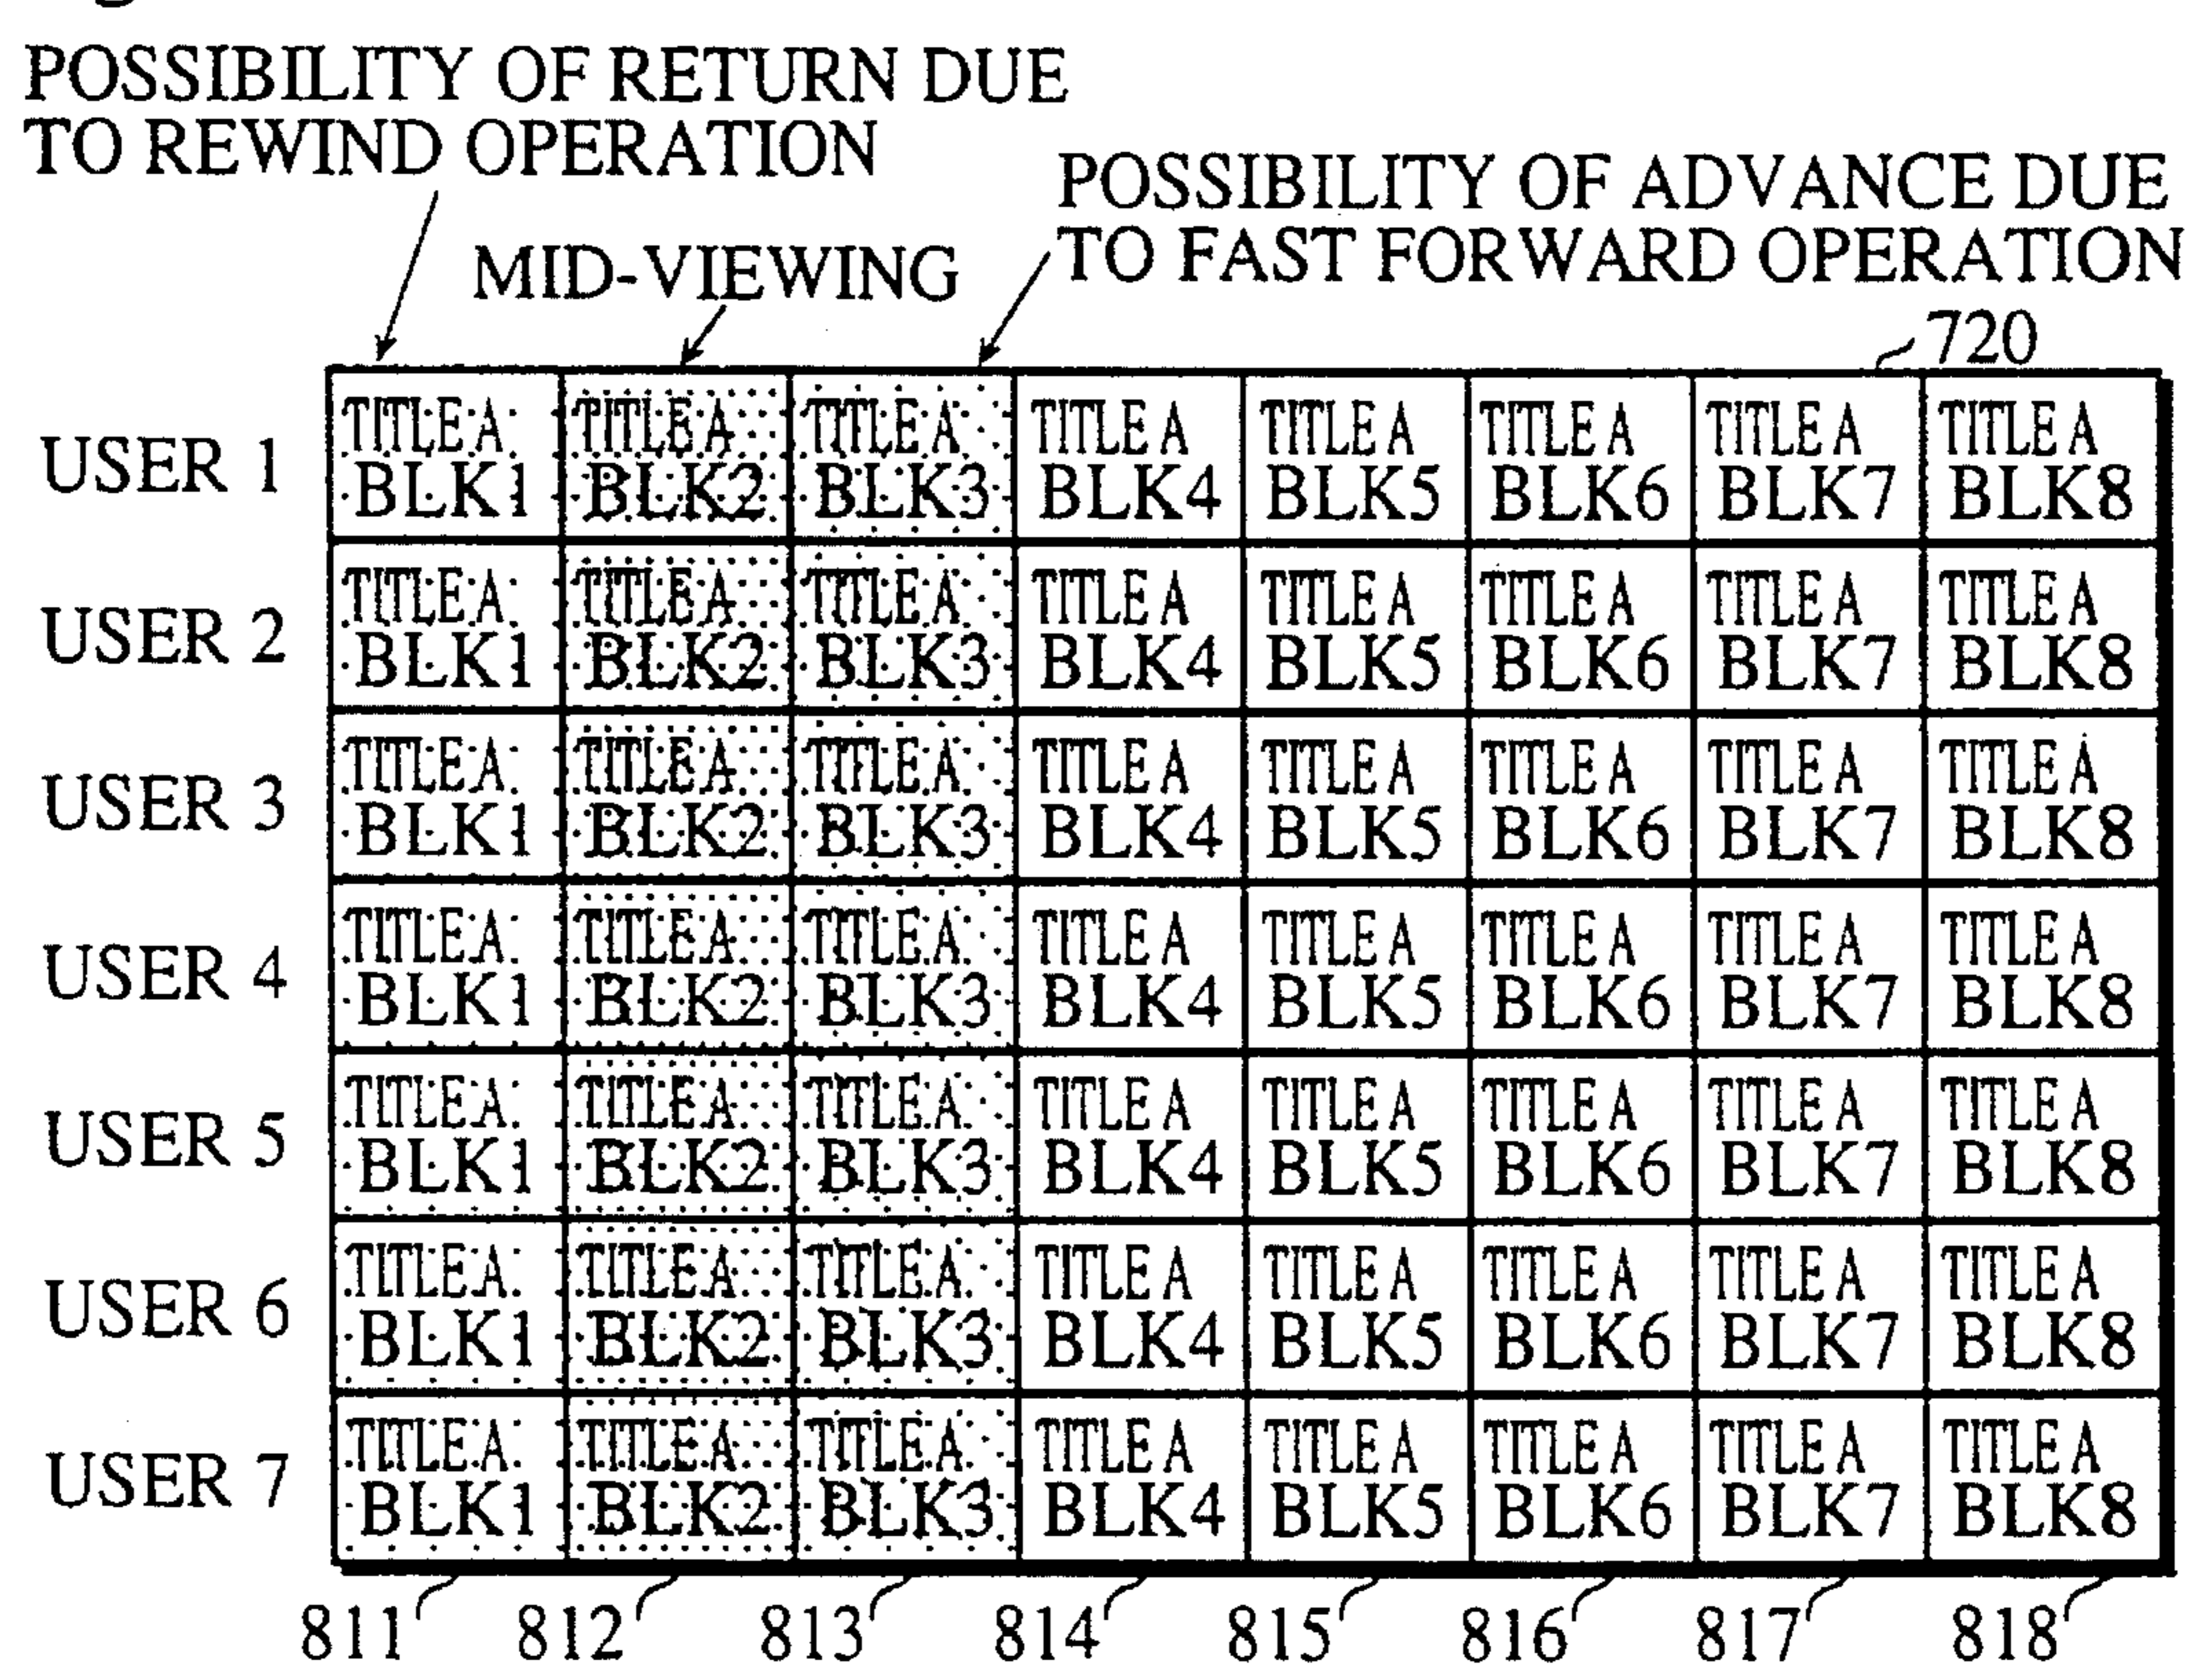 POSSIBILITY OF RETURN DUE
TO REWIND OPERATION
POSSIBILITY OF ADVANCE DUE
TO FAST FORWARD OPERATION
MID-VIEWING
720
TITLE A TITLE A TITLE A TITLE A TITLE A TITLE A TITLE A TITLE A
USER 1 BLK1 BLK2 BLK3 BLK4 BLK5 BLK6 BLK7 BLK8
TITLE A TITLE A TITLE A TITLE A TITLE A TITLE A TITLE A TITLE A
USER 2 BLK1 BLK2 BLK3 BLK4 BLK5 BLK6 BLK7 BLK8
TITLE A TITLE A TITLE A TITLE A TITLE A TITLE A TITLE A TITLE A
USER 3 BLK1 BLK2 BLK3 BLK4 BLK5 BLK6 BLK7 BLK8
TITLE A TITLE A TITLE A TITLE A TITLE A TITLE A TITLE A TITLE A
USER 4 BLK1 BLK2 BLK3 BLK4 BLK5 BLK6 BLK7 BLK8
TITLE A TITLE A TITLE A TITLE A TITLE A TITLE A TITLE A TITLE A
USER 5 BLK1 BLK2 BLK3 BLK4 BLK5 BLK6 BLK7 BLK8
TITLE A TITLE A TITLE A TITLE A TITLE A TITLE A TITLE A TITLE A
USER 6 BLK1 BLK2 BLK3 BLK4 BLK5 BLK6 BLK7 BLK8
TITLE A TITLE A TITLE A TITLE A TITLE A TITLE A TITLE A TITLE A
USER 7 BLK1 BLK2 BLK3 BLK4 BLK5 BLK6 BLK7 BLK8
811 812 813 814 815 816 817 818